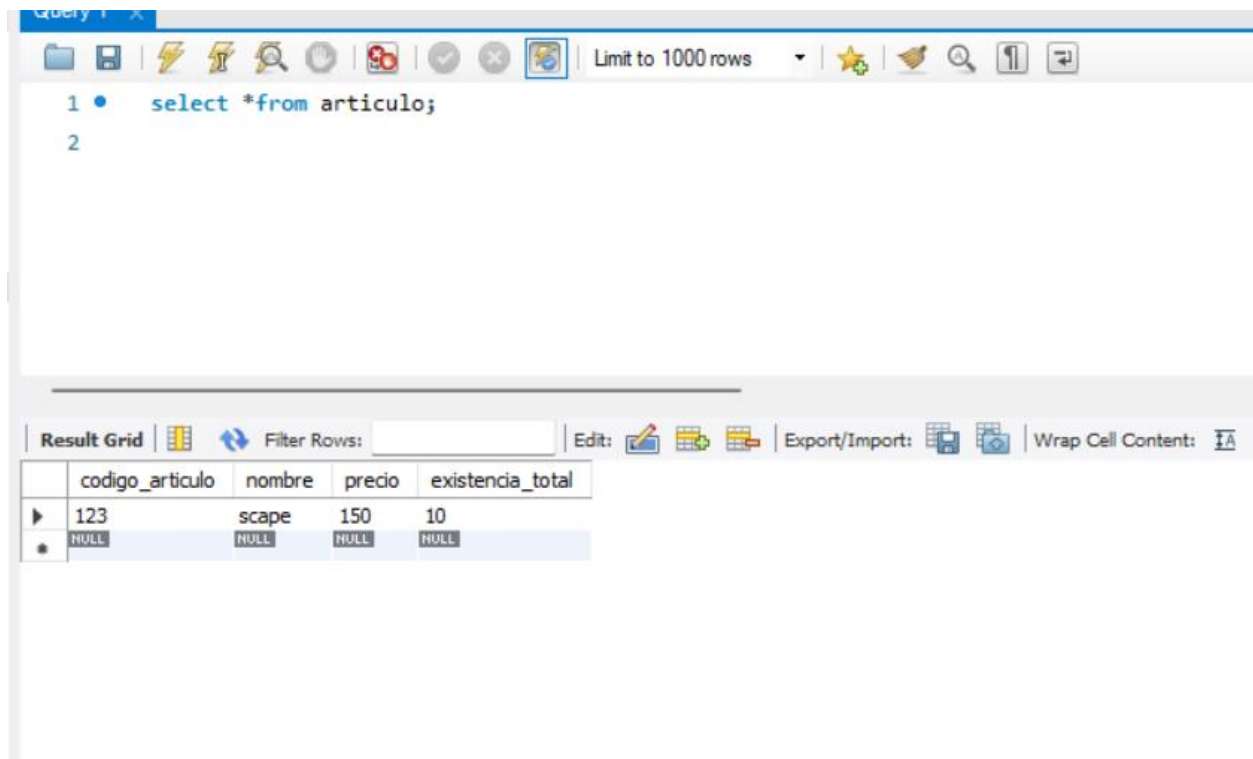 Query 1
Limit to 1000 rows
1 select *from articulo;
2
Result Grid Filter Rows: Edit: Export/Import: Wrap Cell Content:
codigo_articulo nombre precio existencia_total
123 scape 150 10
NULL NULL NULL NULL